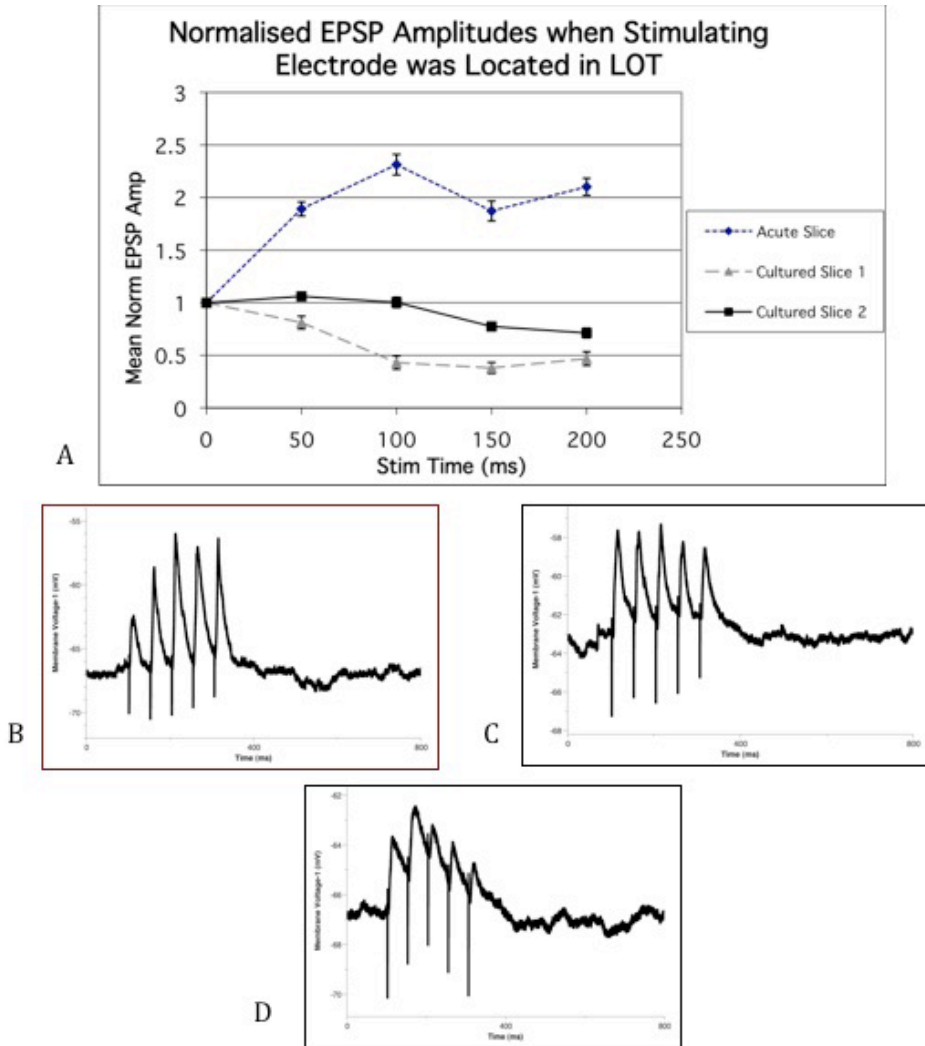 Normalised EPSP Amplitudes when Stimulating
Electrode was Located in LOT
3
2.5
2
1.5
1
0.5
0
Mean Norm EPSP Amp
0 50 100 150 200 250
Stim Time (ms)
Acute Slice
Cultured Slice 1
Cultured Slice 2
A
-55
-60
-65
-70
Membrane Voltage-1 (mV)
0 400 800
Time (ms)
B
-58
-60
-62
-64
-66
-68
Membrane Voltage-1 (mV)
0 400 800
Time (ms)
C
-62
-64
-66
-68
-70
Membrane Voltage-1 (mV)
0 400 800
Time (ms)
D